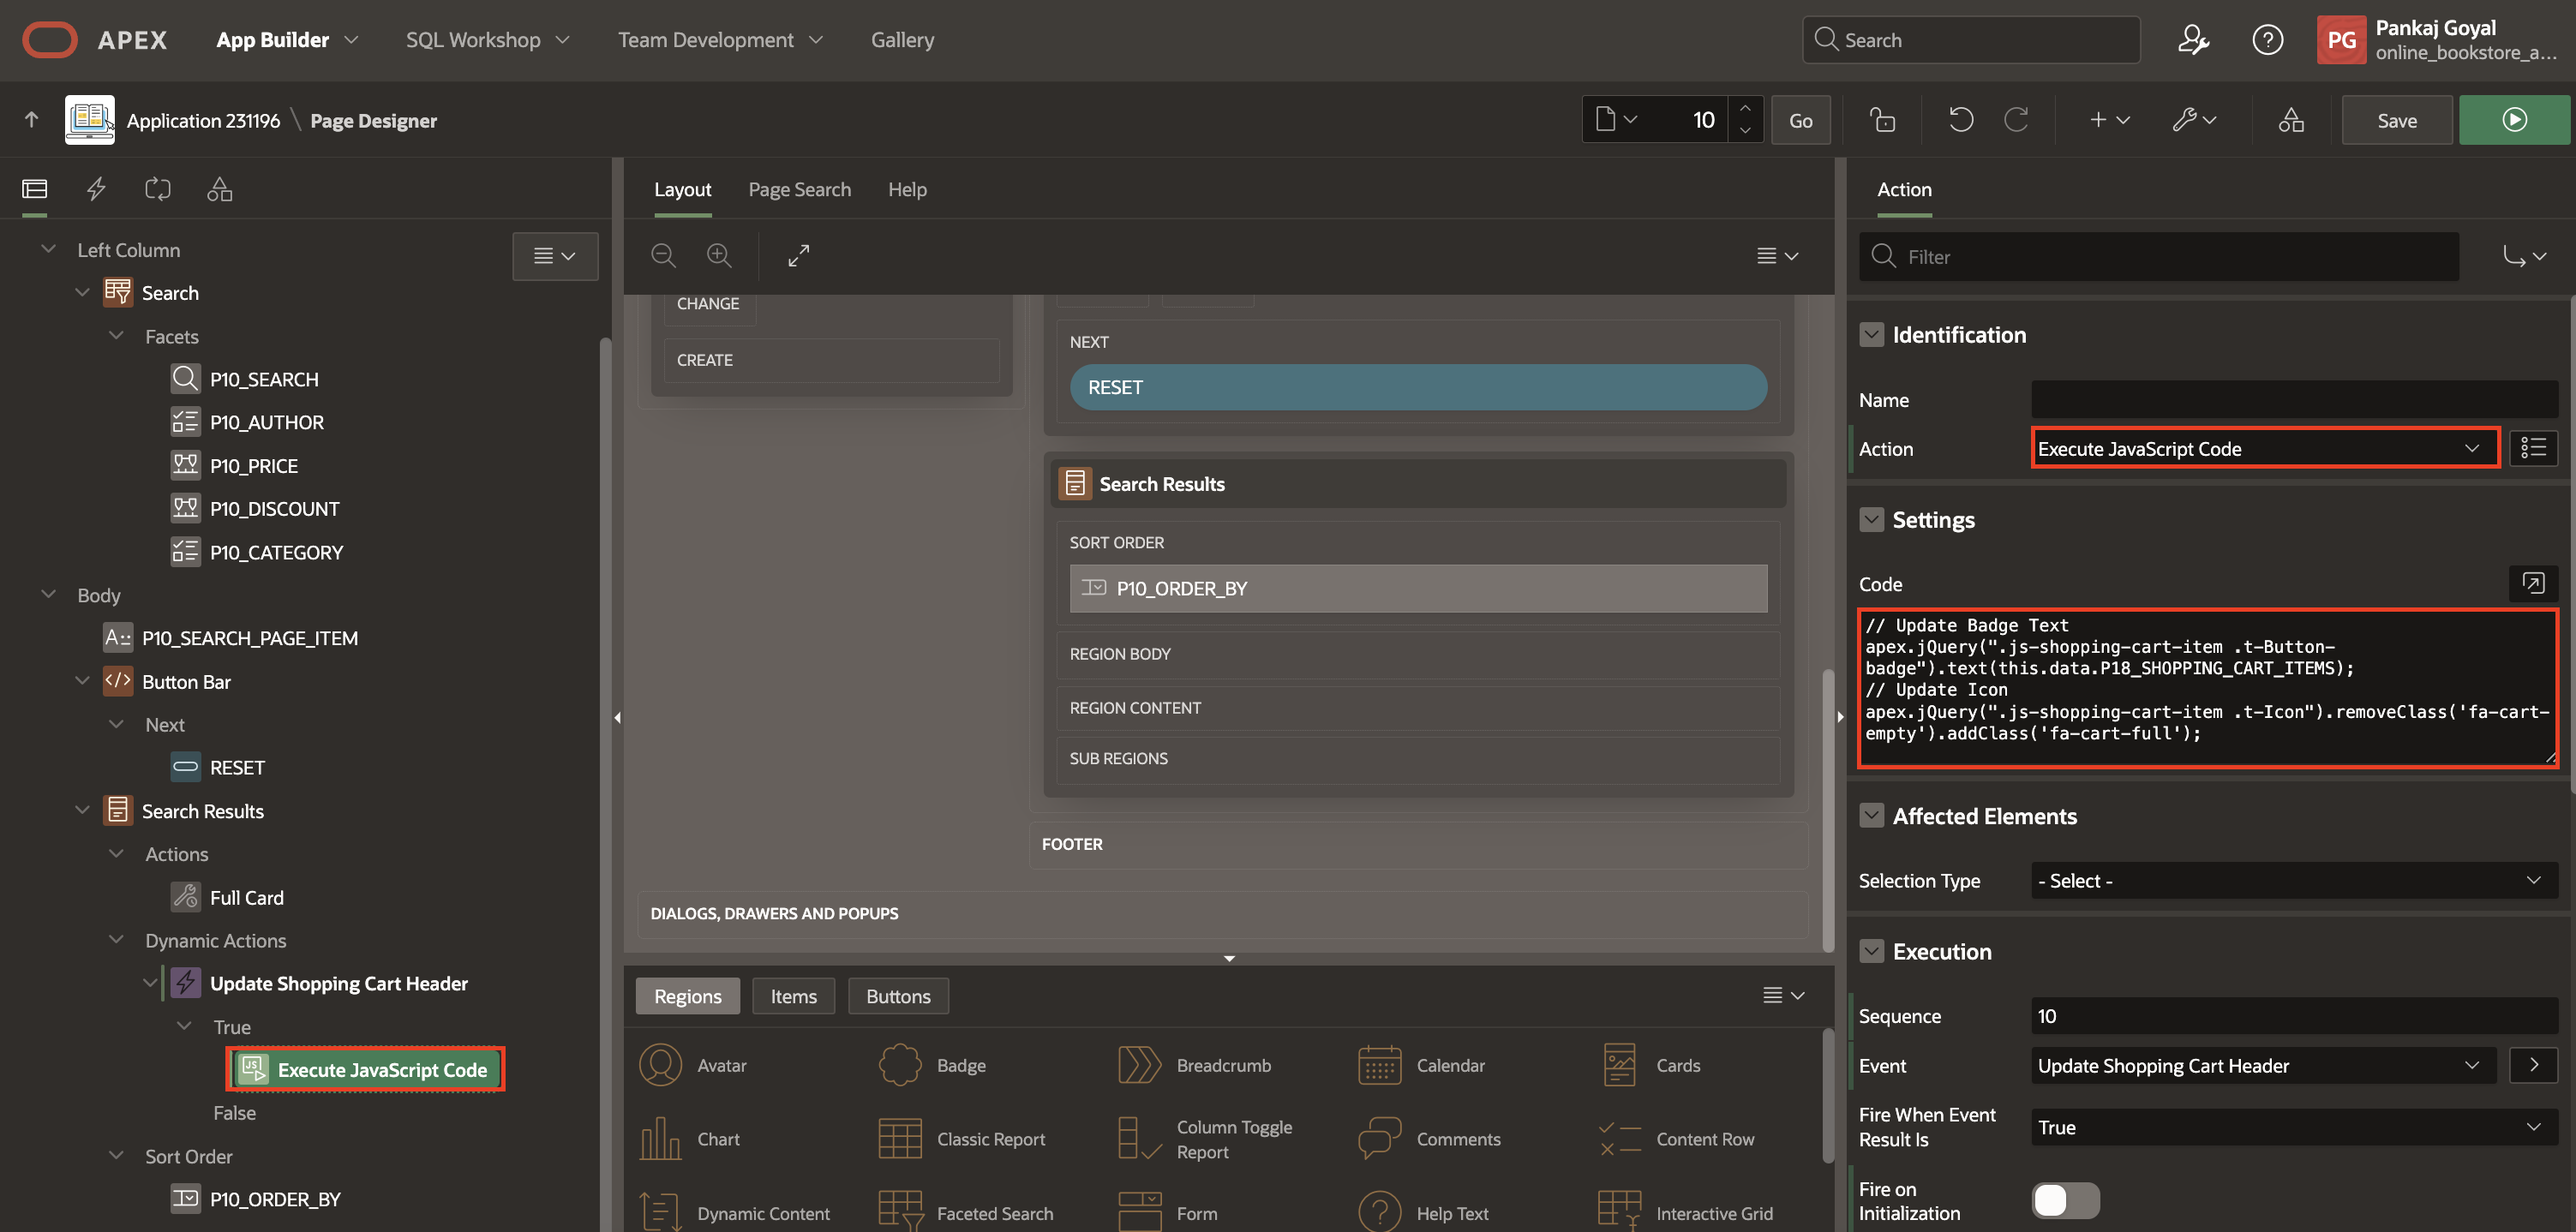 APEX
App Builder
SQL Workshop
Team Development
Gallery
Search
PG
Pankaj Goyal
online_bookstore_a...
Application 231196 \ Page Designer
10
Go
Save
Left Column
Search
Facets
P10_SEARCH
P10_AUTHOR
P10_PRICE
P10_DISCOUNT
P10_CATEGORY
Body
P10_SEARCH_PAGE_ITEM
Button Bar
Next
RESET
Search Results
Actions
Full Card
Dynamic Actions
Update Shopping Cart Header
True
Execute JavaScript Code
False
Sort Order
P10_ORDER_BY
Layout
Page Search
Help
CHANGE
CREATE
NEXT
RESET
Search Results
SORT ORDER
P10_ORDER_BY
REGION BODY
REGION CONTENT
SUB REGIONS
FOOTER
DIALOGS, DRAWERS AND POPUPS
Regions
Items
Buttons
Avatar
Badge
Breadcrumb
Calendar
Cards
Chart
Classic Report
Column Toggle
Report
Comments
Content Row
Dynamic Content
Faceted Search
Form
Help Text
Interactive Grid
Action
Filter
Identification
Name
Action
Execute JavaScript Code
Settings
Code
// Update Badge Text
apex.jQuery(".js-shopping-cart-item .t-Button-
badge").text(this.data.P18_SHOPPING_CART_ITEMS);
// Update Icon
apex.jQuery(".js-shopping-cart-item .t-Icon").removeClass('fa-cart-
empty').addClass('fa-cart-full');
Affected Elements
Selection Type
- Select -
Execution
Sequence
10
Event
Update Shopping Cart Header
Fire When Event
Result Is
True
Fire on
Initialization